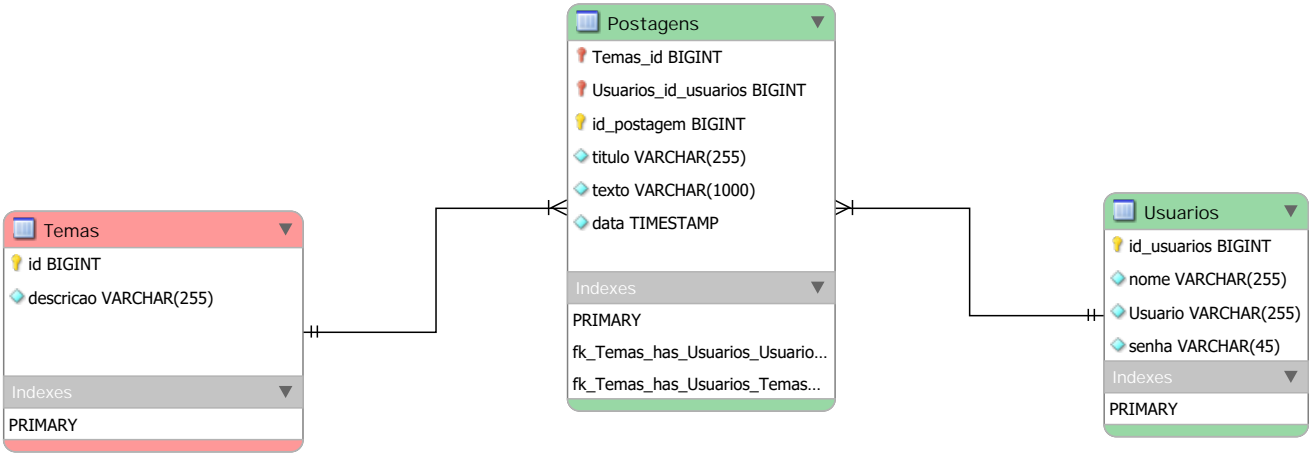 Postagens
Temas_id BIGINT
Usuarios_id_usuarios BIGINT
id_postagem BIGINT
titulo VARCHAR(255)
texto VARCHAR(1000)
data TIMESTAMP
Indexes
PRIMARY
fk_Temas_has_Usuarios_Usuario...
fk_Temas_has_Usuarios_Temas...
Temas
id BIGINT
descricao VARCHAR(255)
Indexes
PRIMARY
Usuarios
id_usuarios BIGINT
nome VARCHAR(255)
Usuario VARCHAR(255)
senha VARCHAR(45)
Indexes
PRIMARY